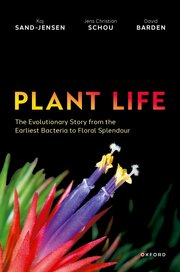 Kaj
SAND-JENSEN
Jens Christian
SCHOU
David
BARDEN
PLANT LIFE
The Evolutionary Story from the
Earliest Bacteria to Floral Splendour
OXFORD